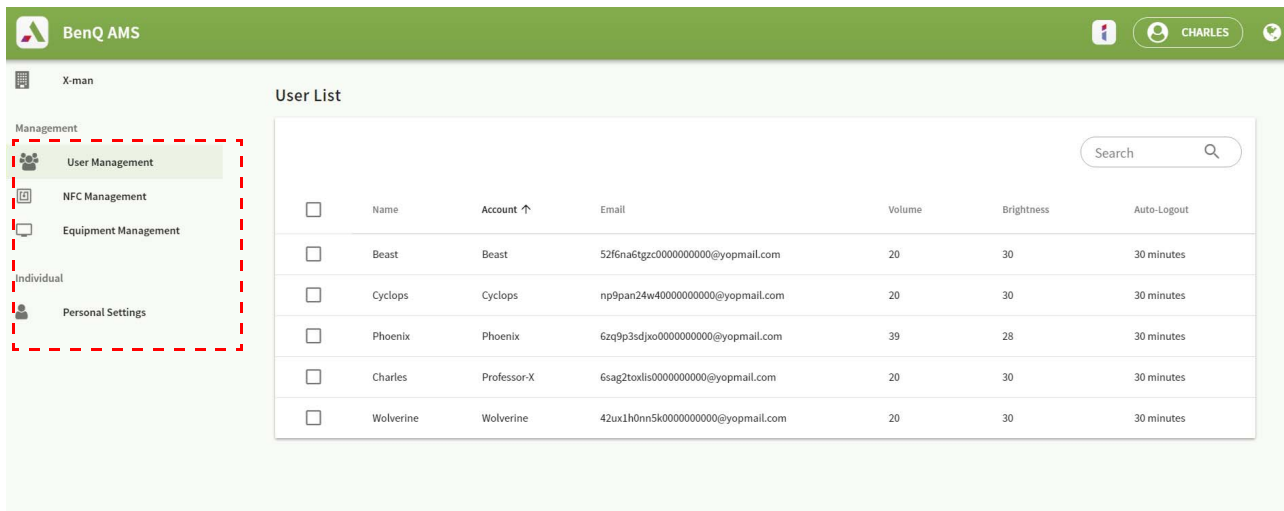 BenQ AMS
CHARLES
X-man
Management
User Management
NFC Management
Equipment Management
Individual
Personal Settings
User List
Search
Name Account ↑ Email Volume Brightness Auto-Logout
Beast Beast 52f6na6tgzc0000000000@yopmail.com 20 30 30 minutes
Cyclops Cyclops np9pan24w40000000000@yopmail.com 20 30 30 minutes
Phoenix Phoenix 6zq9p3sdjxo0000000000@yopmail.com 39 28 30 minutes
Charles Professor-X 6sag2toxlis0000000000@yopmail.com 20 30 30 minutes
Wolverine Wolverine 42ux1h0nn5k0000000000@yopmail.com 20 30 30 minutes